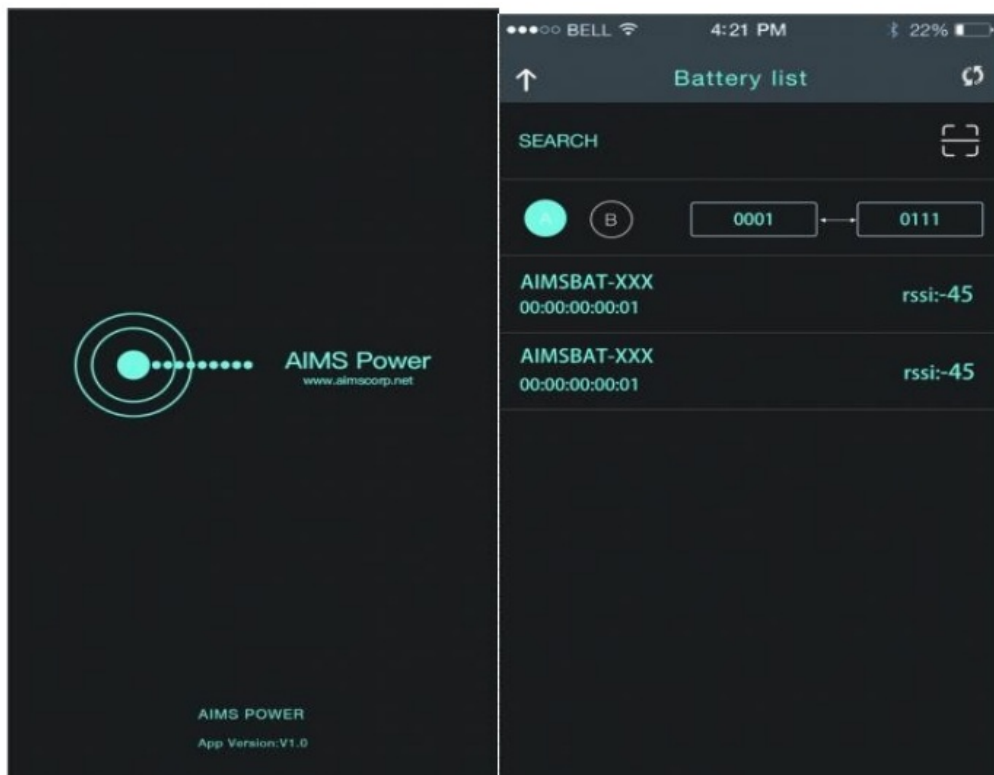 AIMS Power
www.aimscorp.net
AIMS POWER
App Version:V1.0
BELL 4:21 PM 22%
Battery list
SEARCH
A B 0001 0111
AIMSBAT-XXX
00:00:00:00:01 rssi:-45
AIMSBAT-XXX
00:00:00:00:01 rssi:-45